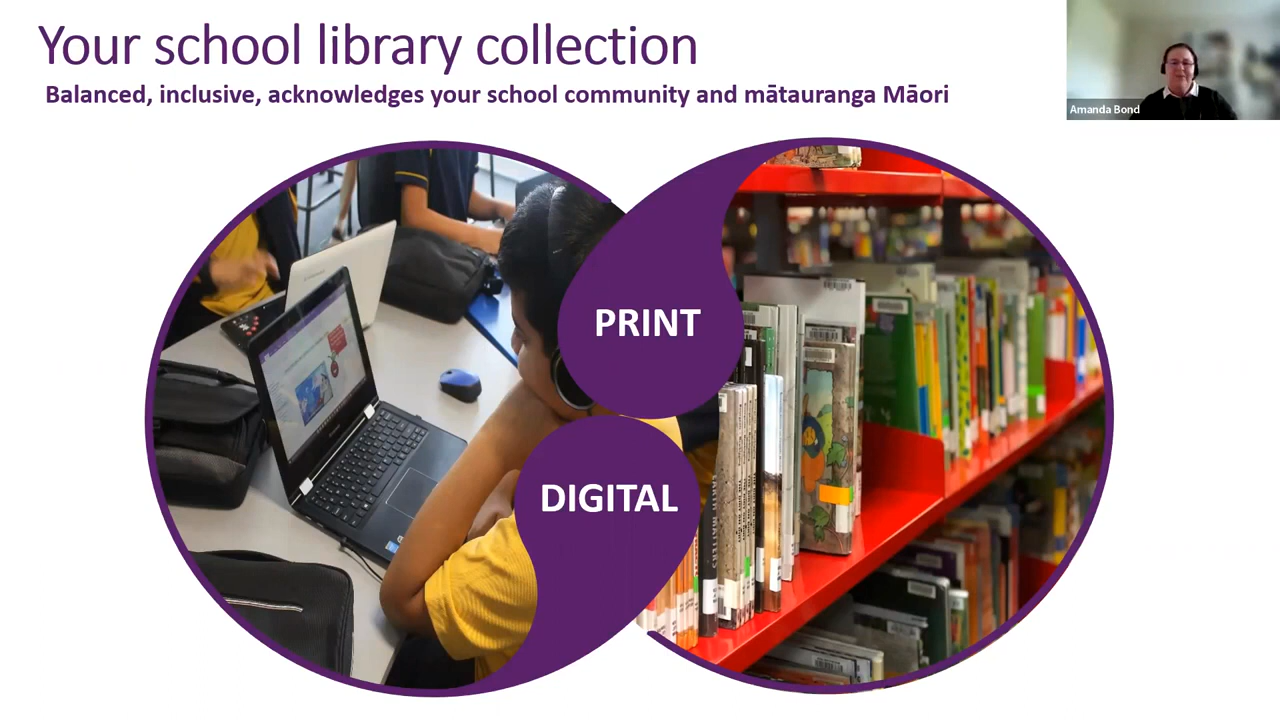 Your school library collection
Balanced, inclusive, acknowledges your school community and mātauranga Māori
Amanda Bond
PRINT
DIGITAL